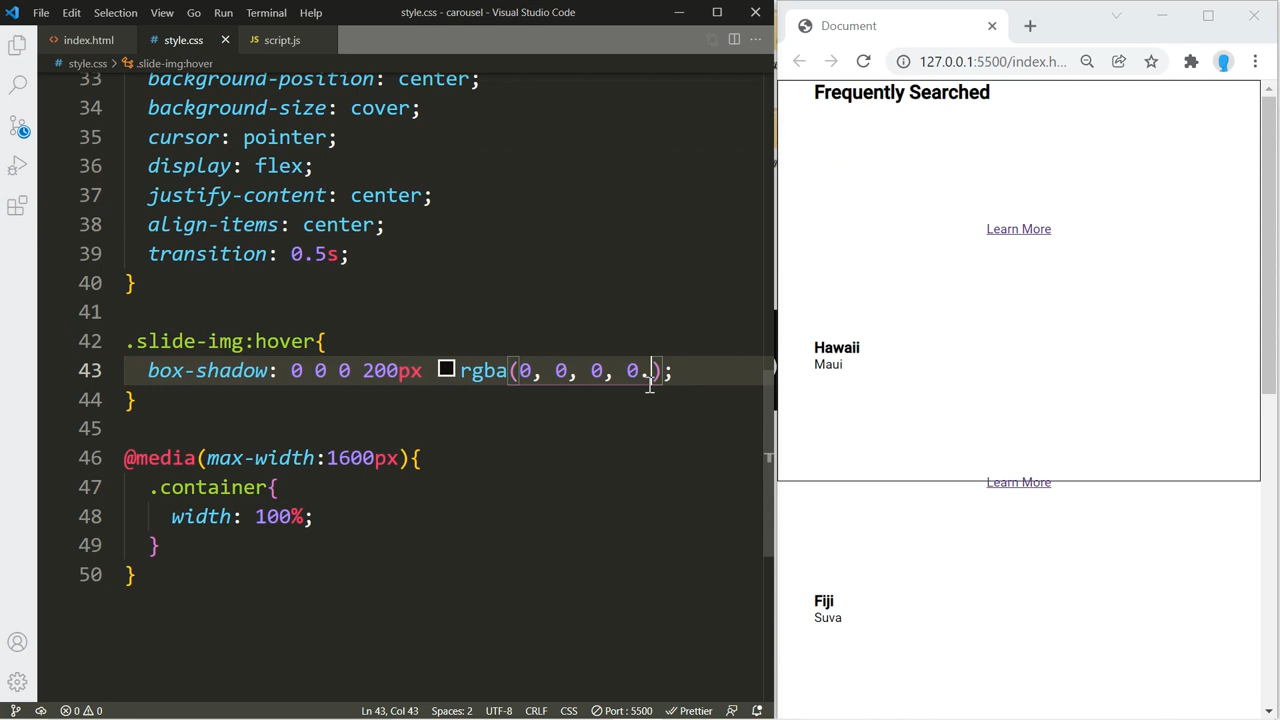 File Edit Selection View Go Run Terminal Help style.css - carousel - Visual Studio Code
index.html style.css script.js
style.css > .slide-img:hover
33 background-position: center;
34 background-size: cover;
35 cursor: pointer;
36 display: flex;
37 justify-content: center;
38 align-items: center;
39 transition: 0.5s;
40 }
41
42 .slide-img:hover{
43 box-shadow: 0 0 0 200px rgba(0, 0, 0, 0.);
44 }
45
46 @media(max-width:1600px){
47 .container{
48 width: 100%;
49 }
50 }
0 0 Ln 43, Col 43 Spaces: 2 UTF-8 CRLF CSS Port : 5500 Prettier
Document
127.0.0.1:5500/index.h...
Frequently Searched
Learn More
Hawaii
Maui
Learn More
Fiji
Suva